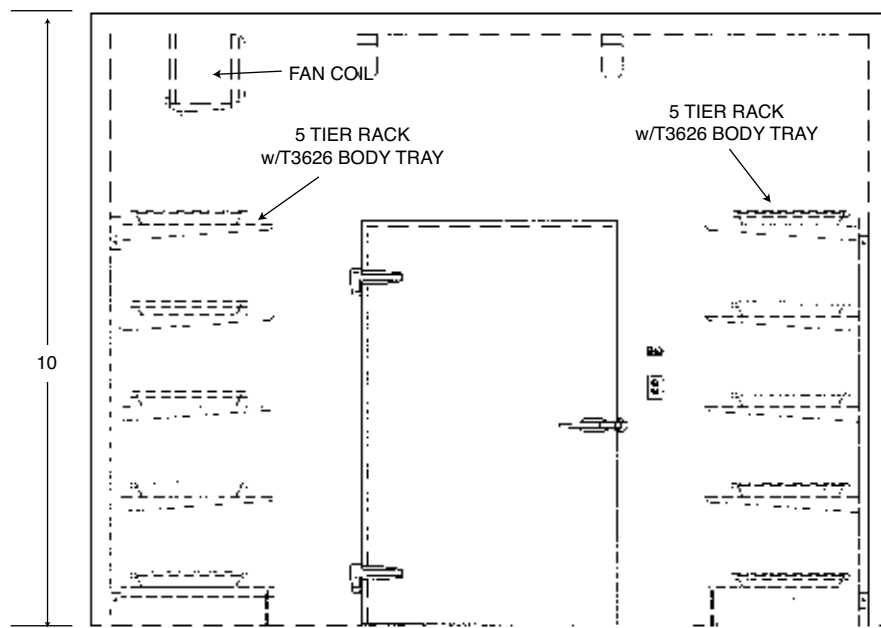 FAN COIL
5 TIER RACK
w/T3626 BODY TRAY
5 TIER RACK
w/T3626 BODY TRAY
10